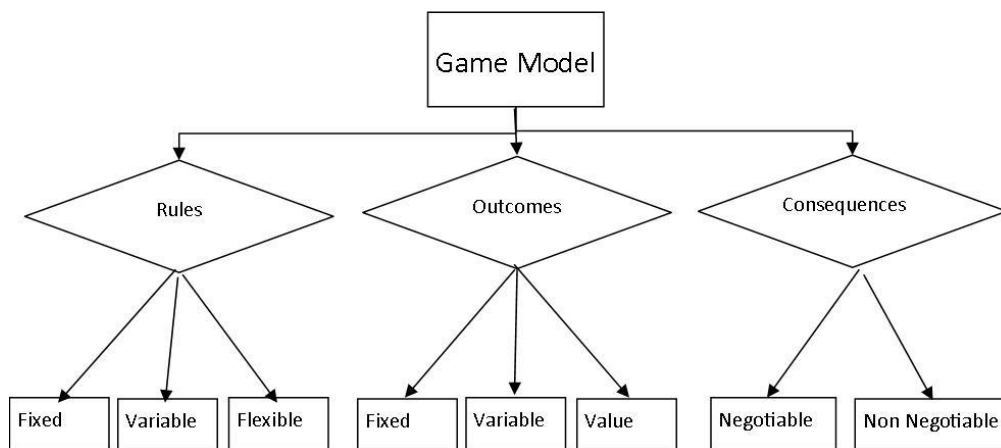 Game Model
Rules
Outcomes
Consequences
Fixed
Variable
Flexible
Fixed
Variable
Value
Negotiable
Non Negotiable